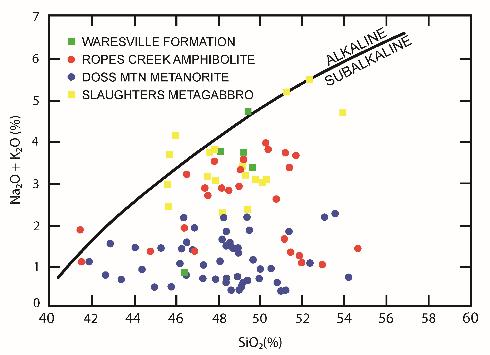 7
6
5
4
3
2
1
0
Na₂O + K₂O (%)
WARESVILLE FORMATION
ROPES CREEK AMPHIBOLITE
DOSS MTN METANORITE
SLAUGHTERS METAGABBRO
ALKALINE
SUBALKALINE
40 42 44 46 48 50 52 54 56 58 60
SiO₂(%)